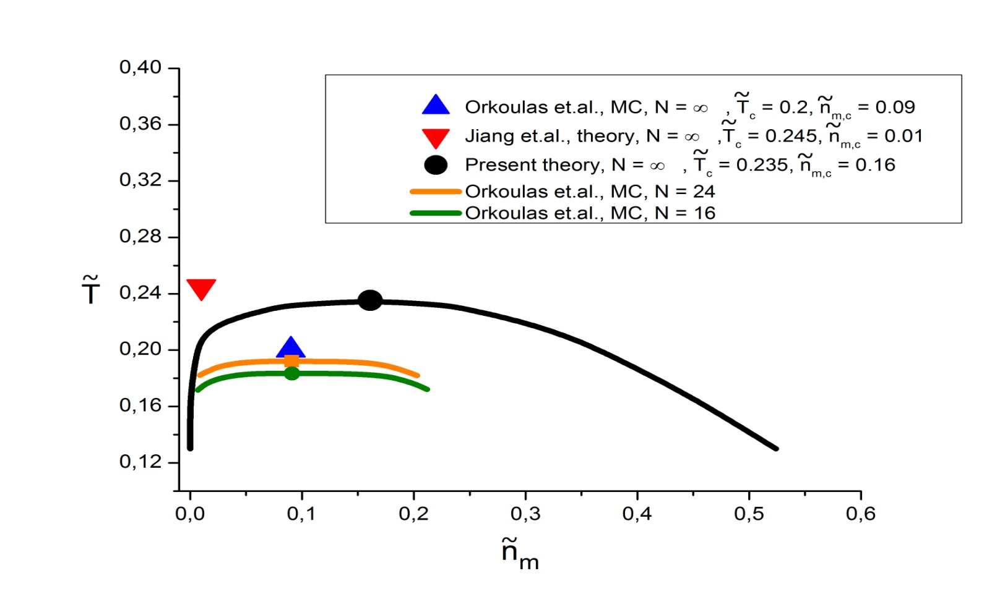 0,40
0,36
0,32
0,28
0,24
0,20
0,16
0,12
T̃
Orkoulas et.al., MC, N = ∞ , T̃c = 0.2, ñm,c = 0.09
Jiang et.al., theory, N = ∞ ,T̃c = 0.245, ñm,c = 0.01
Present theory, N = ∞ , T̃c = 0.235, ñm,c = 0.16
Orkoulas et.al., MC, N = 24
Orkoulas et.al., MC, N = 16
0,0 0,1 0,2 0,3 0,4 0,5 0,6
ñm